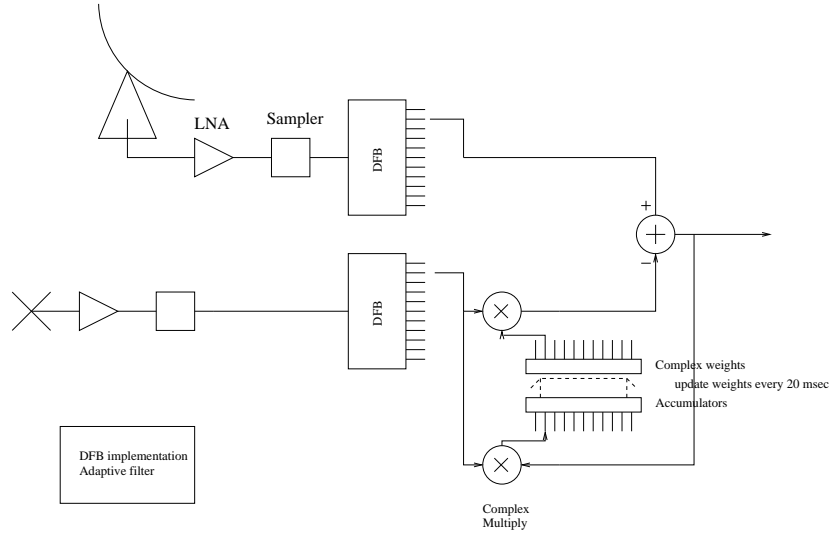 LNA
Sampler
DFB
+
+
−
DFB
×
Complex weights
update weights every 20 msec
Accumulators
×
DFB implementation
Adaptive filter
Complex
Multiply